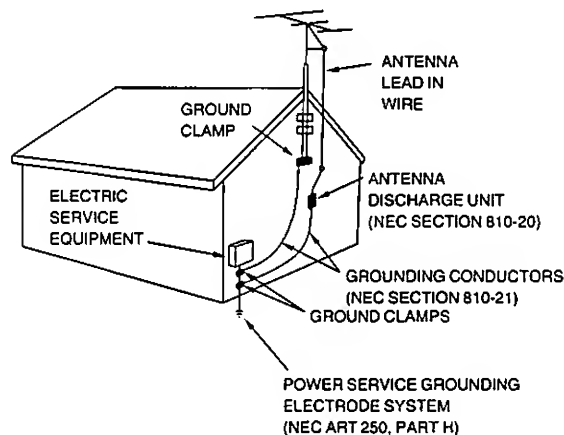 ANTENNA
LEAD IN
WIRE
GROUND
CLAMP
ANTENNA
DISCHARGE UNIT
(NEC SECTION 810-20)
ELECTRIC
SERVICE
EQUIPMENT
GROUNDING CONDUCTORS
(NEC SECTION 810-21)
GROUND CLAMPS
POWER SERVICE GROUNDING
ELECTRODE SYSTEM
(NEC ART 250, PART H)